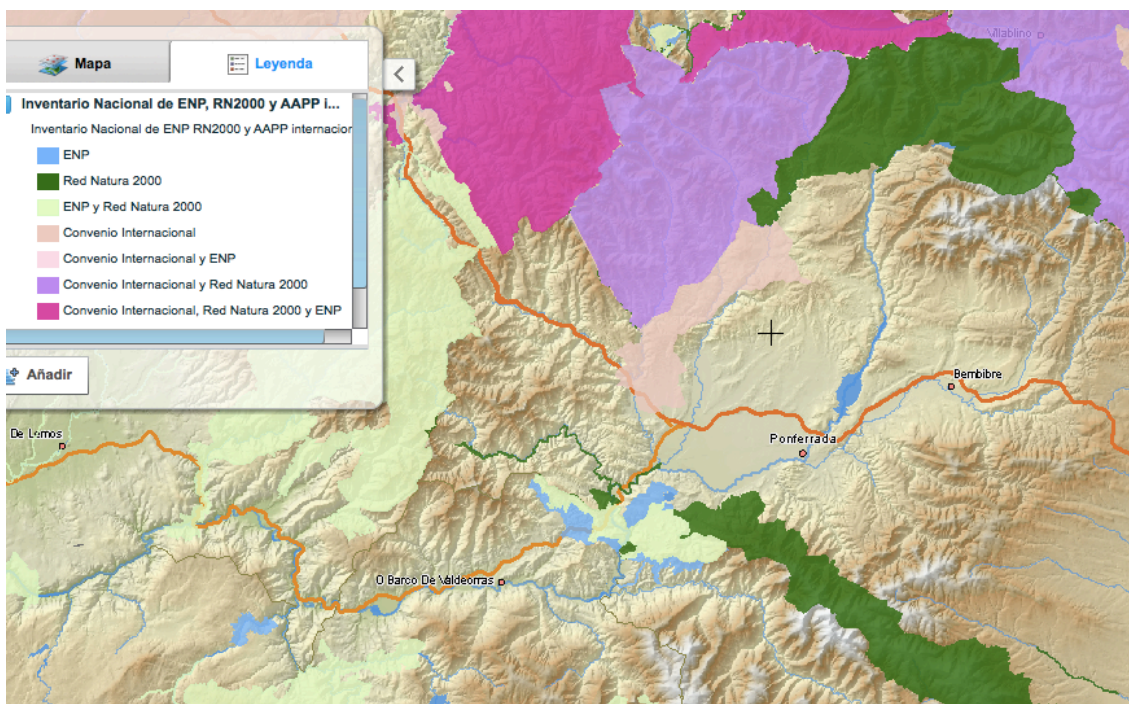 Mapa
Leyenda
Inventario Nacional de ENP, RN2000 y AAPP i...
Inventario Nacional de ENP RN2000 y AAPP internacion
ENP
Red Natura 2000
ENP y Red Natura 2000
Convenio Internacional
Convenio Internacional y ENP
Convenio Internacional y Red Natura 2000
Convenio Internacional, Red Natura 2000 y ENP
Añadir
Vilablino
Bembibre
Ponferrada
De Lemos
O Barco De Valdeorras